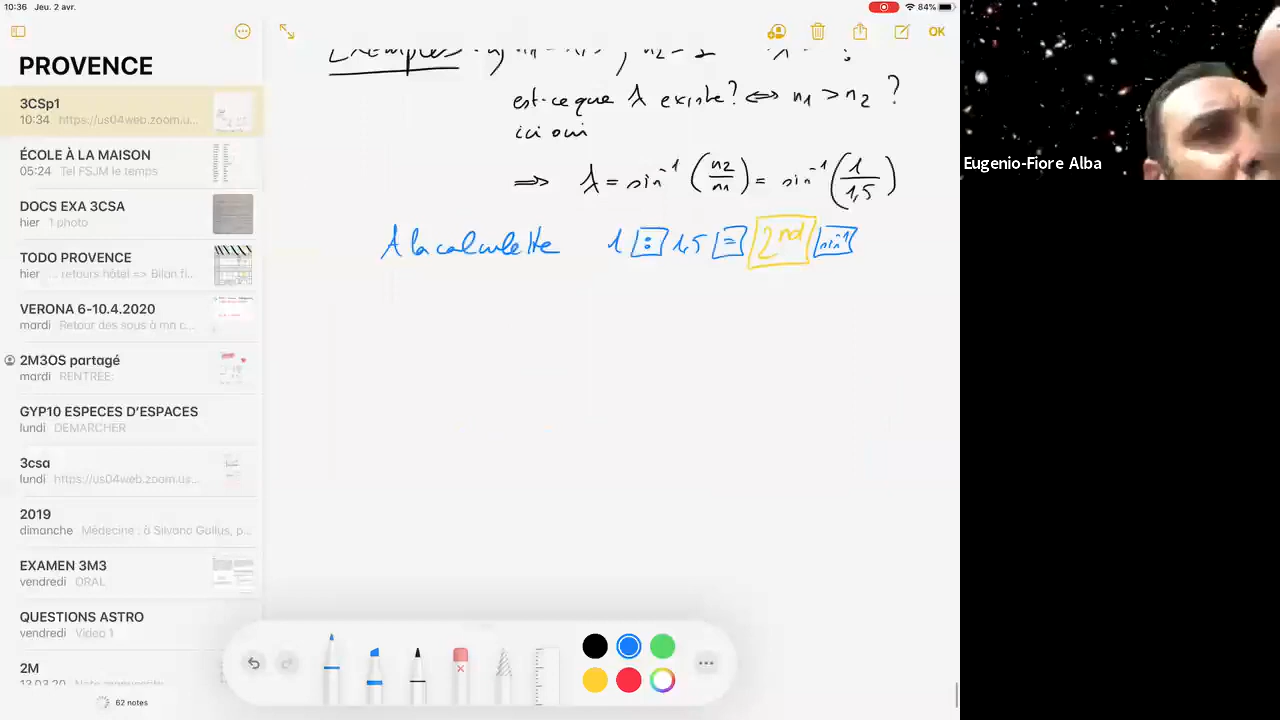 10:36 Jeu. 2 avr.
84%
PROVENCE
3CSp1
10:34 https://us04web.zoom.u...
ÉCOLE À LA MAISON
05:24 Tel FSJM le temps
DOCS EXA 3CSA
hier 1 photo
TODO PROVENCE
hier ... retours hôtel => Bilan fi...
VERONA 6-10.4.2020
mardi Retour des sous à mn c...
2M3OS partagé
mardi RENTRÉE:
GYP10 ESPECES D'ESPACES
lundi DEMARCHER
3csa
lundi https://us04web.zoom.us...
2019
dimanche Médecine : à Silvano Gallus, p...
EXAMEN 3M3
vendredi ORAL
QUESTIONS ASTRO
vendredi Video 1
2M
62 notes
OK
Exemples
est-ce que λ existe? ⇔ n1 > n2 ?
ici oui
⇒ λ = sin⁻¹ (n2/n1) = sin⁻¹ (1/1,5)
A la calculette 1 : 1,5 = 2nd sin⁻¹
Eugenio-Fiore Alba